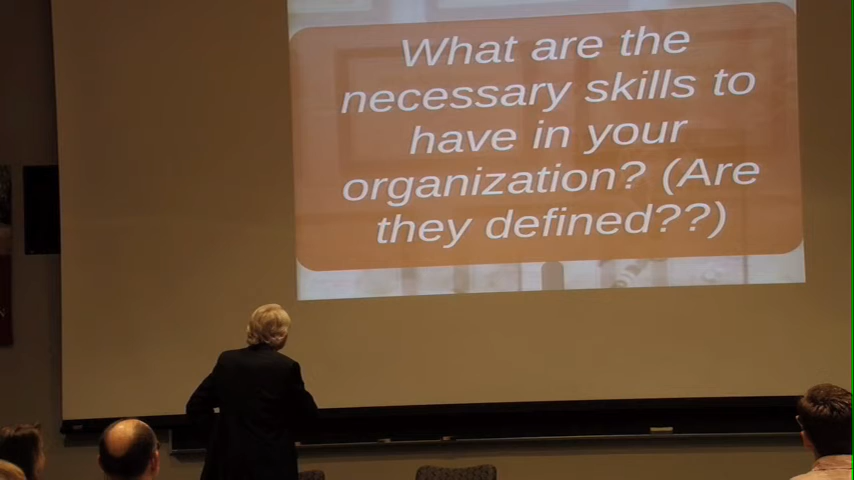 What are the
necessary skills to
have in your
organization? (Are
they defined??)